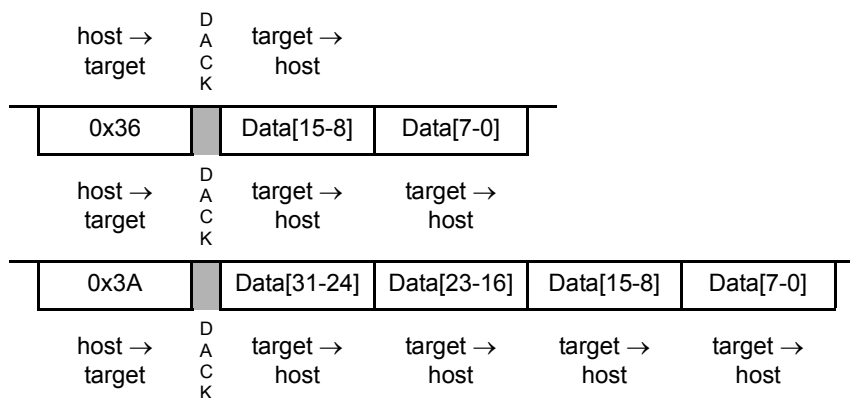 host → D A C K target →
target host
0x36 Data[15-8] Data[7-0]
host → D A C K target → target →
target host host
0x3A Data[31-24] Data[23-16] Data[15-8] Data[7-0]
host → D A C K target → target → target → target →
target host host host host